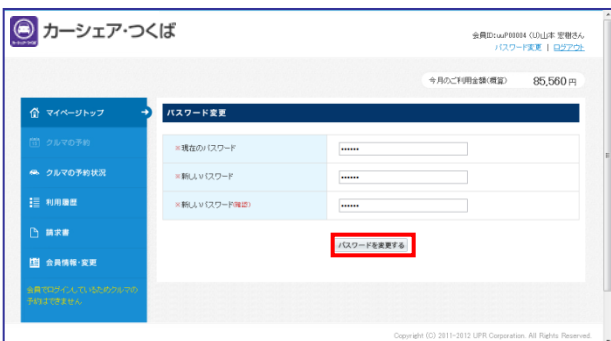 カーシェア・つくば
会員ID:uuP00004 (U)山本 宏樹さん
パスワード変更 | ログアウト
今月のご利用金額(概算) 85,560 円
マイページトップ
クルマの予約
クルマの予約状況
利用履歴
請求書
会員情報・変更
会員でログインしているためクルマの
予約はできません
パスワード変更
※現在のパスワード ••••••
※新しいパスワード ••••••
※新しいパスワード(確認) ••••••
パスワードを変更する
Copyright (C) 2011-2012 UPR Corporation. All Rights Reserved.